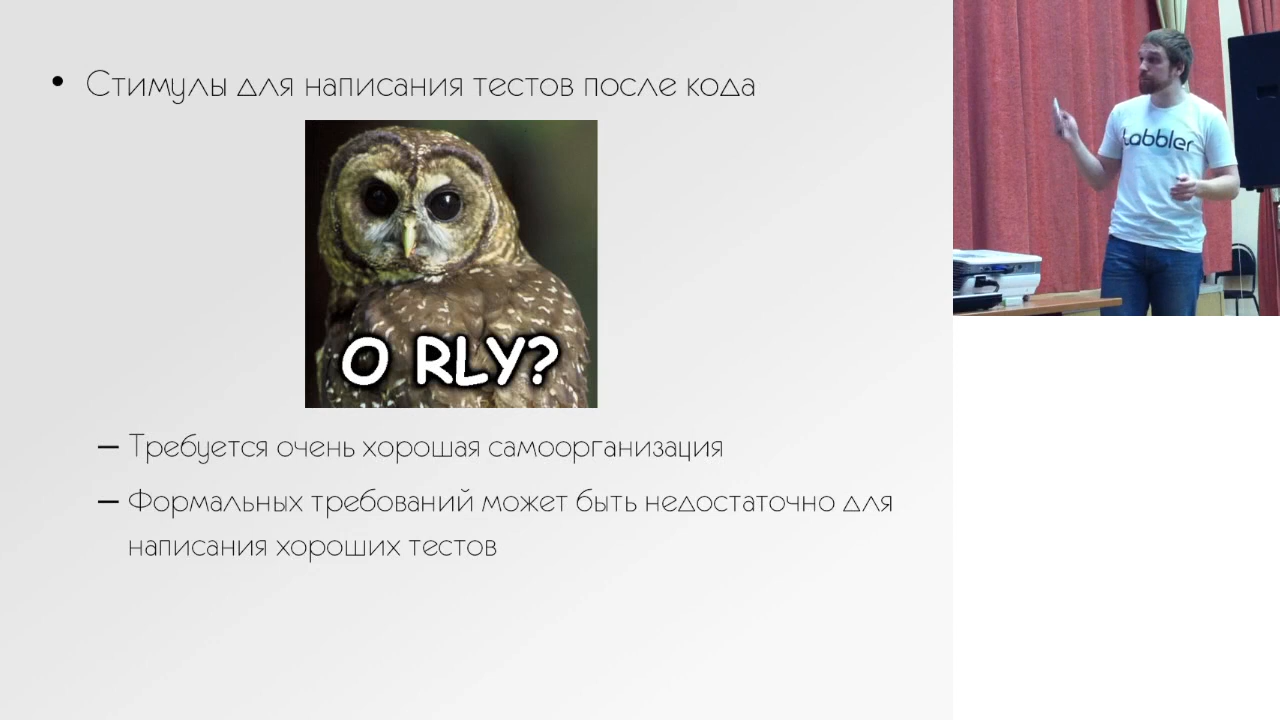 • Стимулы для написания тестов после кода
O RLY?
– Требуется очень хорошая самоорганизация
– Формальных требований может быть недостаточно для
написания хороших тестов
tabbler